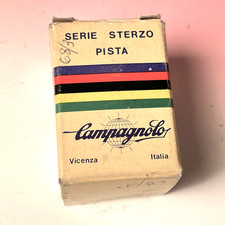 SERIE STERZO
PISTA
Campagnolo
Vicenza Italia